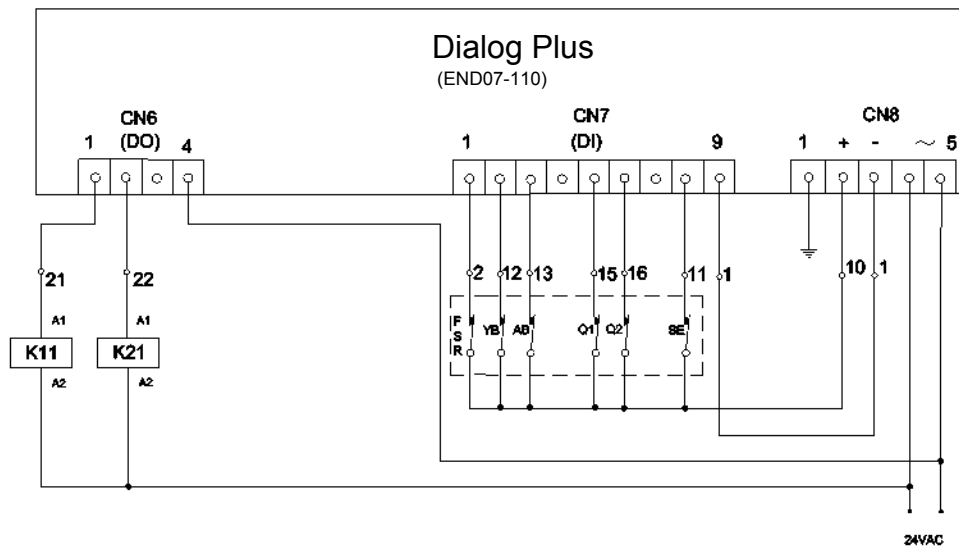 Dialog Plus
(END07-110)
CN6
(DO)
1 4
CN7
(DI)
1 9
CN8
1 + - ~ 5
21 22
2 12 13 15 16 11 1
10 1
FSR YB AB Q1 Q2 SE
A1 A1
K11 K21
A2 A2
24VAC